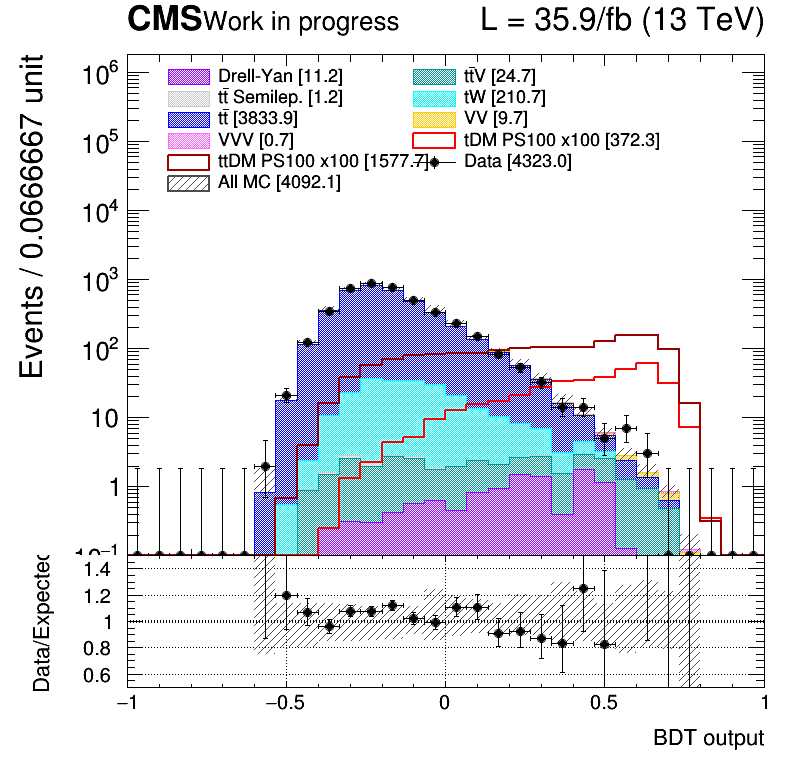 CMS Work in progress L = 35.9/fb (13 TeV)
Events / 0.0666667 unit
10⁶
10⁵
10⁴
10³
10²
10
1
10⁻¹
Drell-Yan [11.2]
tt̄V [24.7]
tt̄ Semilep. [1.2]
tW [210.7]
tt̄ [3833.9]
VV [9.7]
VVV [0.7]
tDM PS100 x100 [372.3]
ttDM PS100 x100 [1577.7]
Data [4323.0]
All MC [4092.1]
Data/Expected
1.4
1.2
1
0.8
0.6
−1 −0.5 0 0.5 1
BDT output